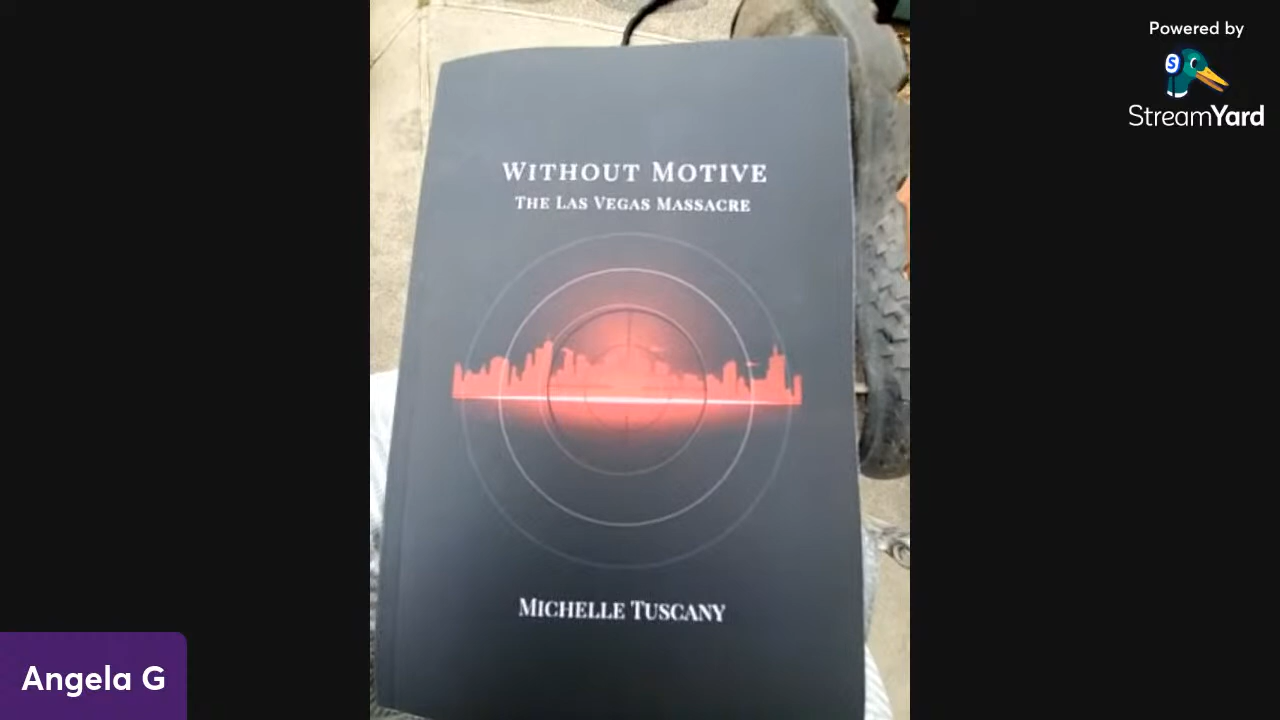 Powered by
S
StreamYard
WITHOUT MOTIVE
THE LAS VEGAS MASSACRE
MICHELLE TUSCANY
Angela G